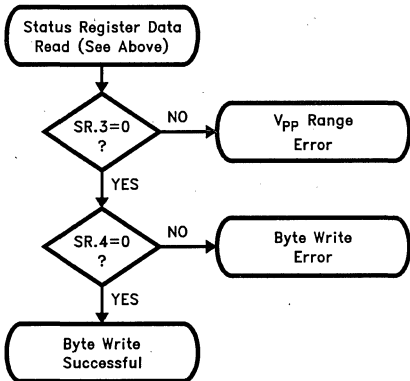 Status Register Data
Read (See Above)
SR.3=0
?
NO
VPP Range
Error
YES
SR.4=0
?
NO
Byte Write
Error
YES
Byte Write
Successful